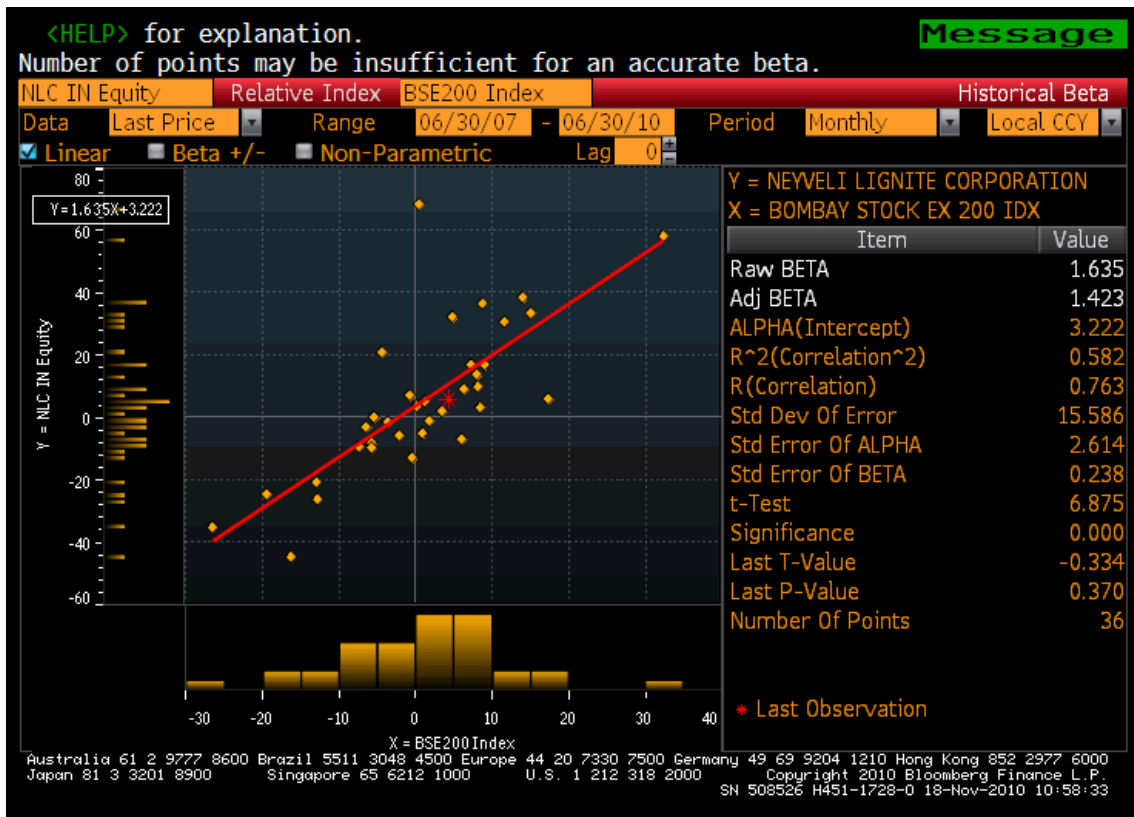 <HELP> for explanation.
Message
Number of points may be insufficient for an accurate beta.
NLC IN Equity Relative Index BSE200 Index Historical Beta
Data Last Price Range 06/30/07 - 06/30/10 Period Monthly Local CCY
Linear Beta +/- Non-Parametric Lag 0
80
Y=1.635X+3.222
60
40
20
0
-20
-40
-60
Y = NLC IN Equity
-30 -20 -10 0 10 20 30 40
X = BSE200 Index
Y = NEYVELI LIGNITE CORPORATION
X = BOMBAY STOCK EX 200 IDX
Item Value
Raw BETA 1.635
Adj BETA 1.423
ALPHA(Intercept) 3.222
R^2(Correlation^2) 0.582
R(Correlation) 0.763
Std Dev Of Error 15.586
Std Error Of ALPHA 2.614
Std Error Of BETA 0.238
t-Test 6.875
Significance 0.000
Last T-Value -0.334
Last P-Value 0.370
Number Of Points 36
* Last Observation
Australia 61 2 9777 8600 Brazil 5511 3048 4500 Europe 44 20 7330 7500 Germany 49 69 9204 1210 Hong Kong 852 2977 6000
Japan 81 3 3201 8900 Singapore 65 6212 1000 U.S. 1 212 318 2000 Copyright 2010 Bloomberg Finance L.P.
SN 508526 H451-1728-0 18-Nov-2010 10:58:33